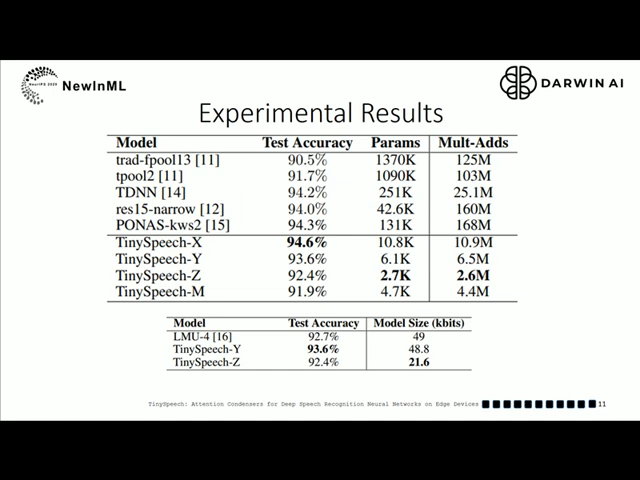 NeurIPS 2020
NewInML
DARWIN AI
Experimental Results
Model Test Accuracy Params Mult-Adds
trad-fpool13 [11] 90.5% 1370K 125M
tpool2 [11] 91.7% 1090K 103M
TDNN [14] 94.2% 251K 25.1M
res15-narrow [12] 94.0% 42.6K 160M
PONAS-kws2 [15] 94.3% 131K 168M
TinySpeech-X 94.6% 10.8K 10.9M
TinySpeech-Y 93.6% 6.1K 6.5M
TinySpeech-Z 92.4% 2.7K 2.6M
TinySpeech-M 91.9% 4.7K 4.4M
Model Test Accuracy Model Size (kbits)
LMU-4 [16] 92.7% 49
TinySpeech-Y 93.6% 48.8
TinySpeech-Z 92.4% 21.6
TinySpeech: Attention Condensers for Deep Speech Recognition Neural Networks on Edge Devices 11